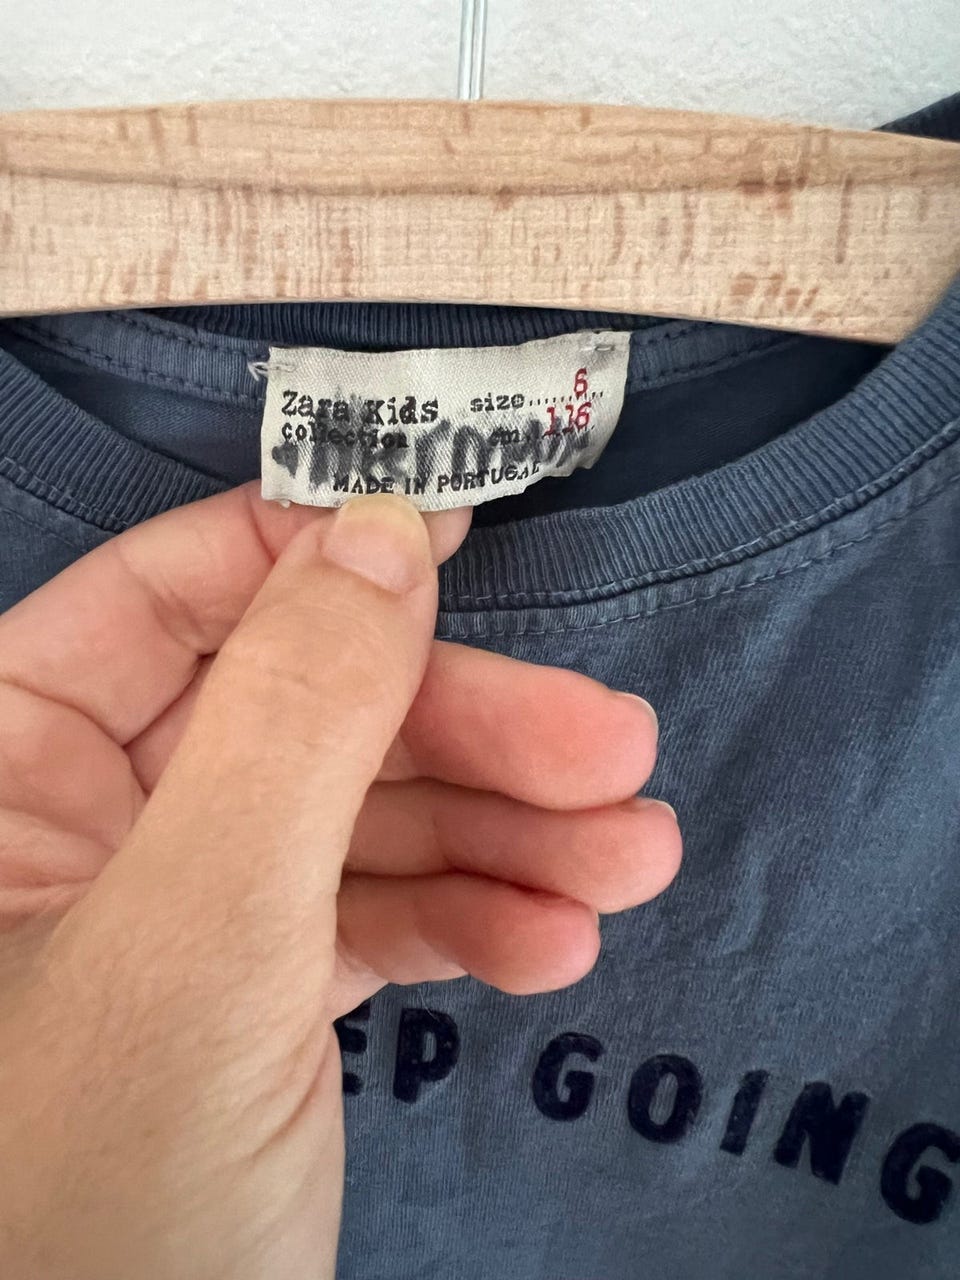 Zara Kids size........ 6
collection cm. 116
MADE IN PORTUGAL
EP GOING